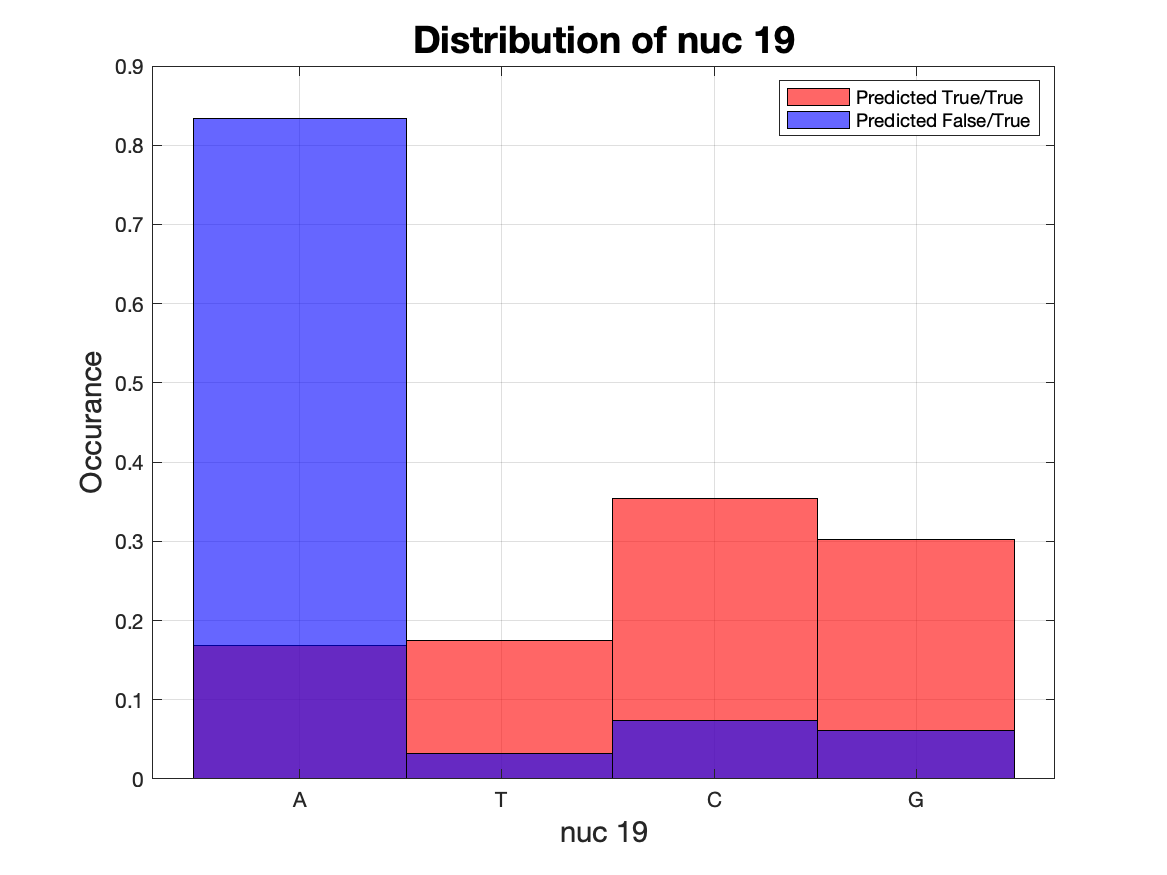 Distribution of nuc 19
Predicted True/True
Predicted False/True
Occurance
0.9
0.8
0.7
0.6
0.5
0.4
0.3
0.2
0.1
0
A T C G
nuc 19